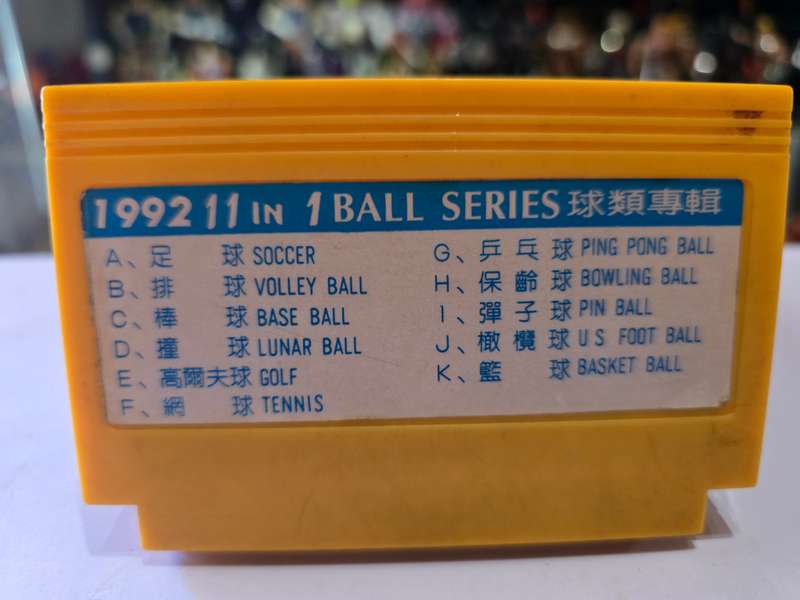 1992 11 IN 1 BALL SERIES 球類專輯
A、足 球 SOCCER
B、排 球 VOLLEY BALL
C、棒 球 BASE BALL
D、撞 球 LUNAR BALL
E、高爾夫球 GOLF
F、網 球 TENNIS
G、乒 乓 球 PING PONG BALL
H、保 齡 球 BOWLING BALL
I、彈 子 球 PIN BALL
J、橄 欖 球 U S FOOT BALL
K、籃 球 BASKET BALL